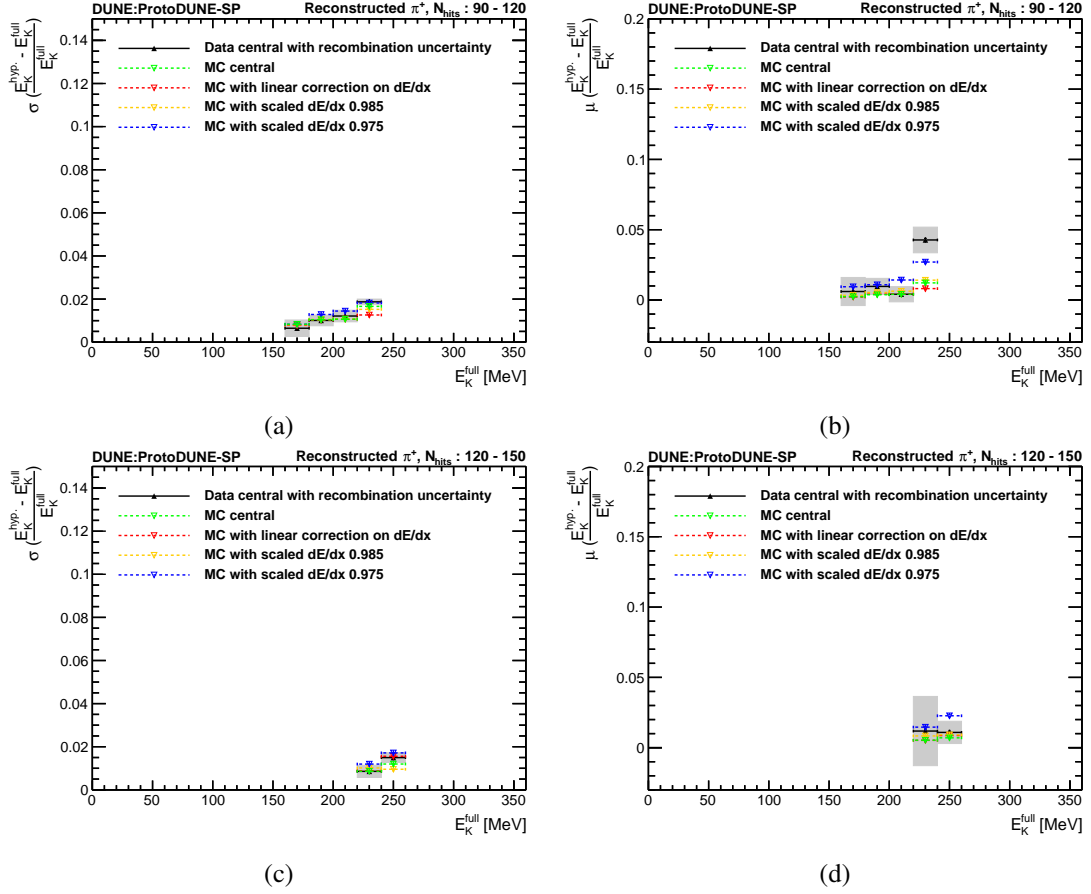 DUNE:ProtoDUNE-SP Reconstructed π⁺, N_hits : 90 - 120
σ (E_K^hyp. - E_K^full / E_K^full)
Data central with recombination uncertainty
MC central
MC with linear correction on dE/dx
MC with scaled dE/dx 0.985
MC with scaled dE/dx 0.975
0.14
0.12
0.1
0.08
0.06
0.04
0.02
0
0 50 100 150 200 250 300 350
E_K^full [MeV]
(a)
DUNE:ProtoDUNE-SP Reconstructed π⁺, N_hits : 90 - 120
μ (E_K^hyp. - E_K^full / E_K^full)
Data central with recombination uncertainty
MC central
MC with linear correction on dE/dx
MC with scaled dE/dx 0.985
MC with scaled dE/dx 0.975
0.2
0.15
0.1
0.05
0
0 50 100 150 200 250 300 350
E_K^full [MeV]
(b)
DUNE:ProtoDUNE-SP Reconstructed π⁺, N_hits : 120 - 150
σ (E_K^hyp. - E_K^full / E_K^full)
Data central with recombination uncertainty
MC central
MC with linear correction on dE/dx
MC with scaled dE/dx 0.985
MC with scaled dE/dx 0.975
0.14
0.12
0.1
0.08
0.06
0.04
0.02
0
0 50 100 150 200 250 300 350
E_K^full [MeV]
(c)
DUNE:ProtoDUNE-SP Reconstructed π⁺, N_hits : 120 - 150
μ (E_K^hyp. - E_K^full / E_K^full)
Data central with recombination uncertainty
MC central
MC with linear correction on dE/dx
MC with scaled dE/dx 0.985
MC with scaled dE/dx 0.975
0.2
0.15
0.1
0.05
0
0 50 100 150 200 250 300 350
E_K^full [MeV]
(d)